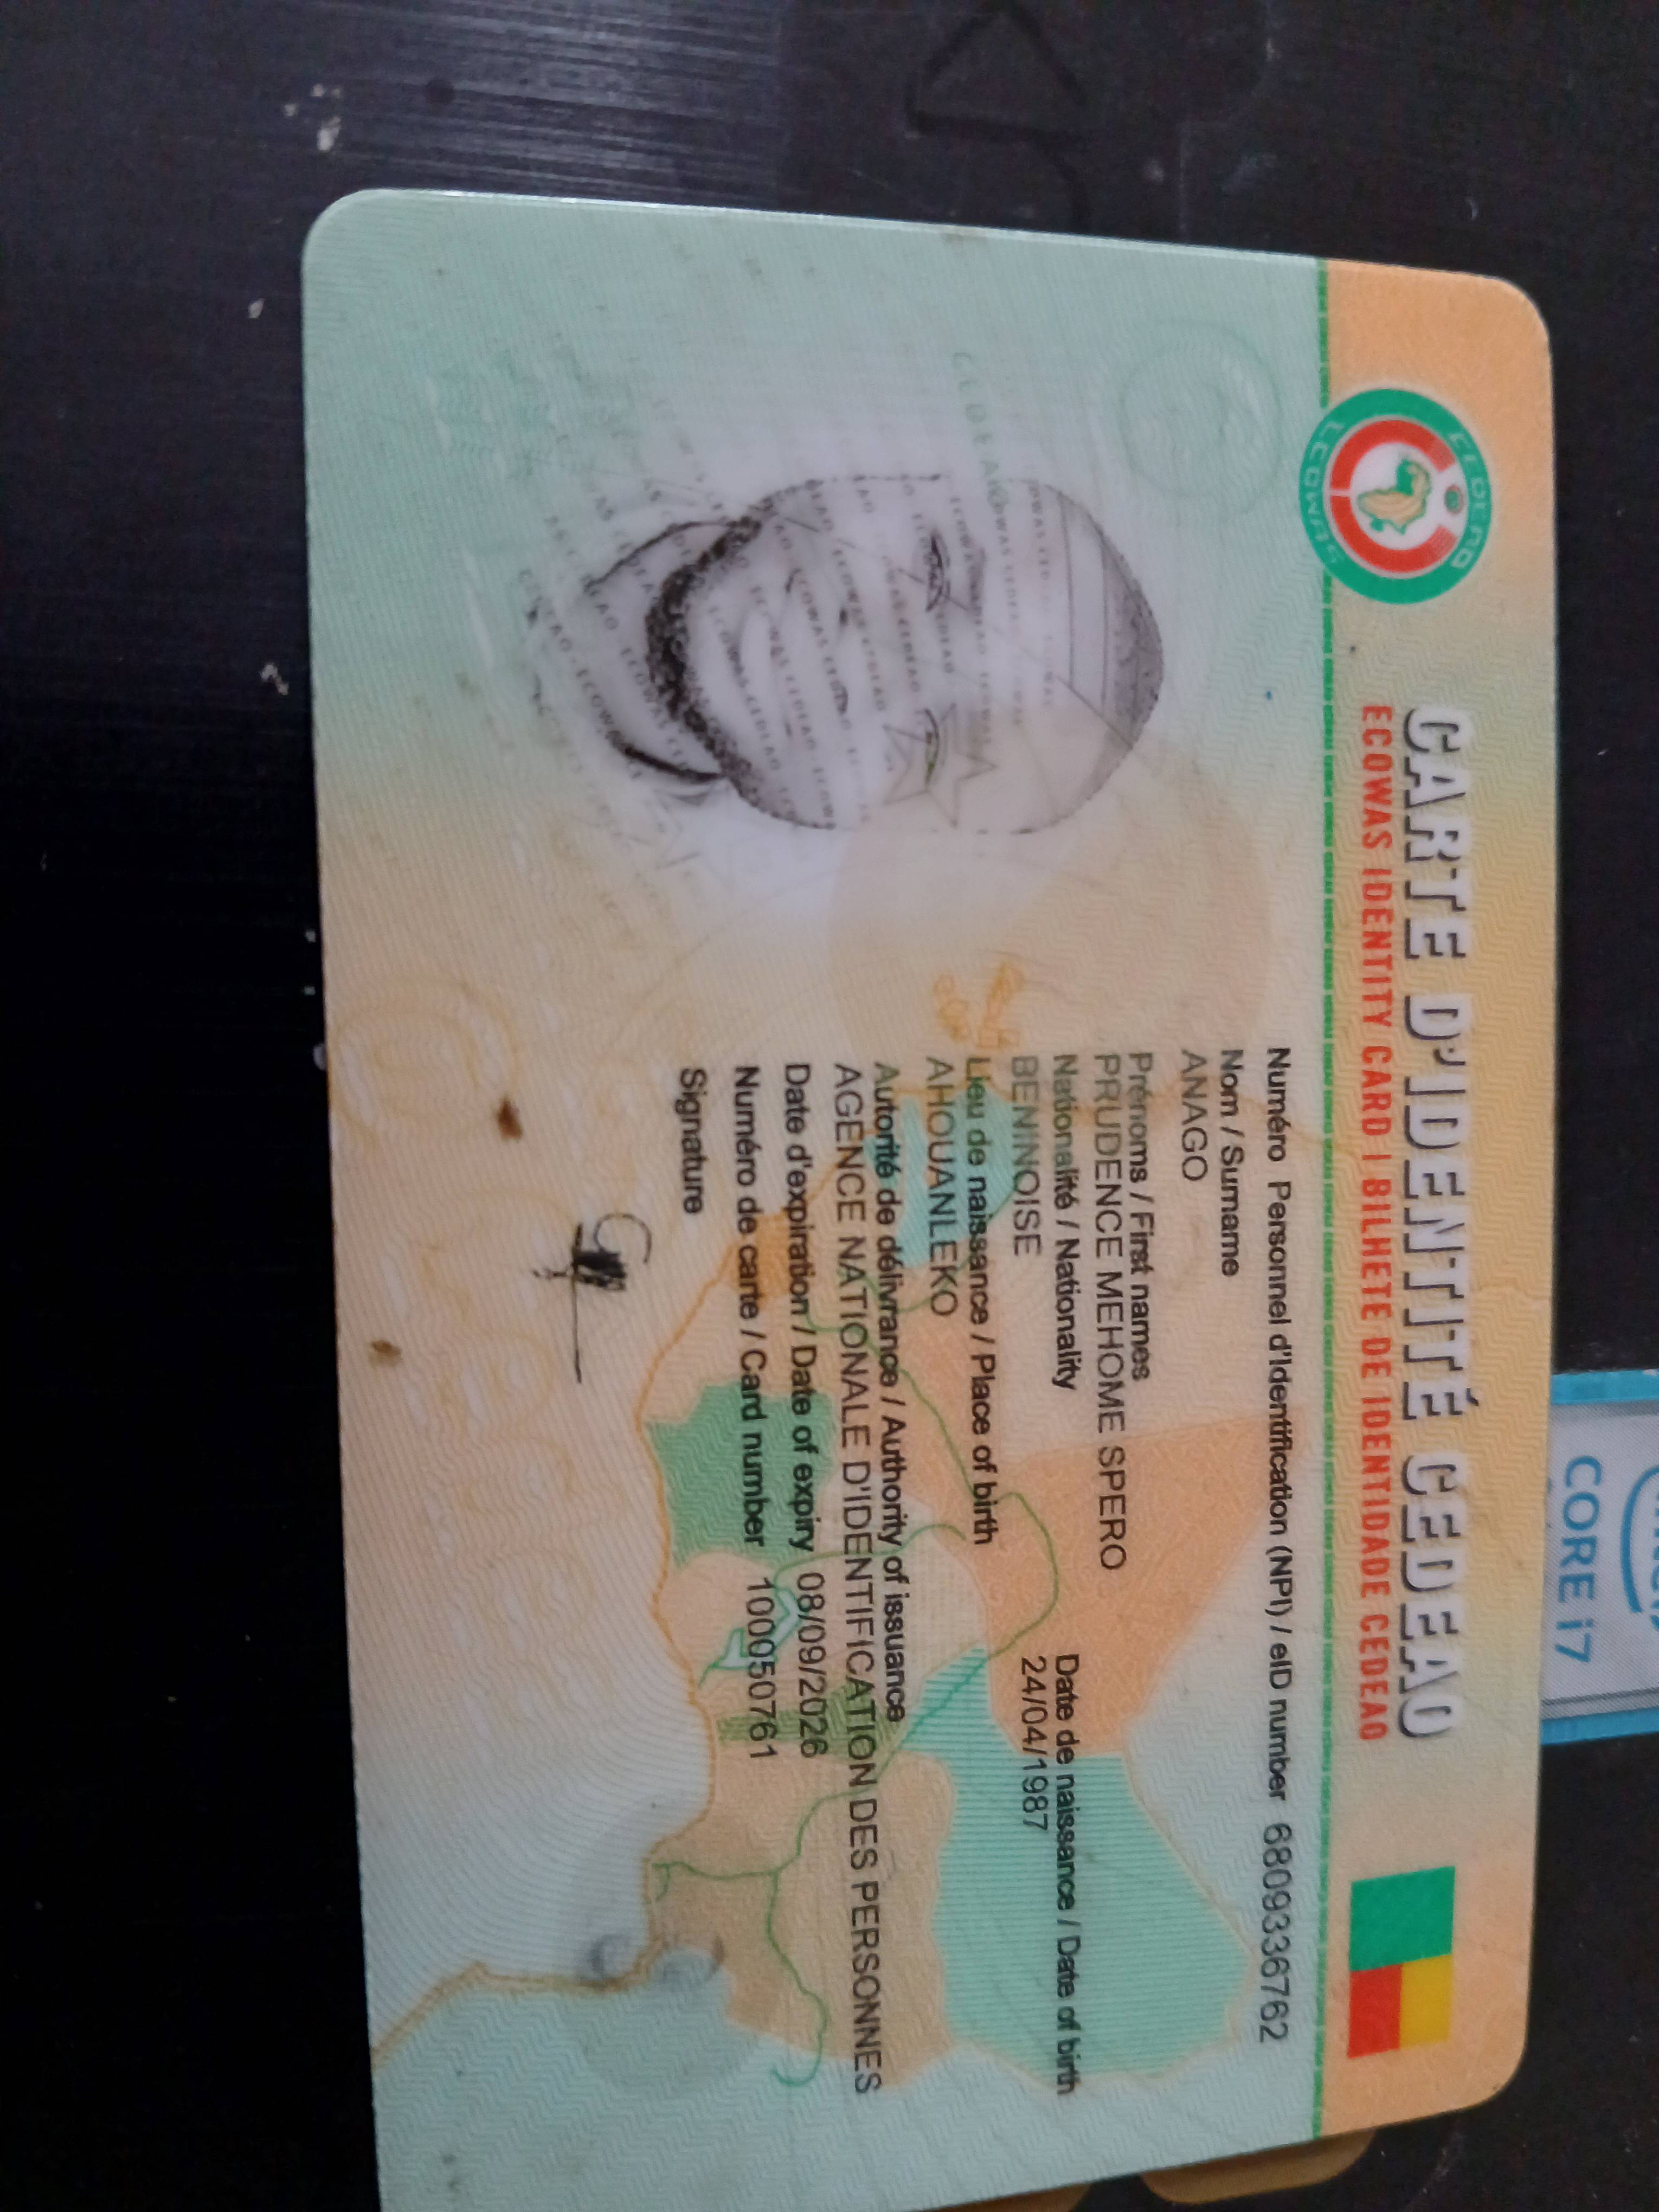 CEDEAO
ECOWAS
CARTE D'IDENTITÉ CEDEAO
ECOWAS IDENTITY CARD / BILHETE DE IDENTIDADE CEDEAO
Numéro Personnel d'Identification (NPI) / eID number 6809336762
Nom / Surname
ANAGO
Prénoms / First names
PRUDENCE MEHOME SPERO
Nationalité / Nationality
BENINOISE
Date de naissance / Date of birth
24/04/1987
Lieu de naissance / Place of birth
AHOUANLEKO
Autorité de délivrance / Authority of issuance
AGENCE NATIONALE D'IDENTIFICATION DES PERSONNES
Date d'expiration / Date of expiry 08/09/2026
Numéro de carte / Card number 100050761
Signature
CORE i7